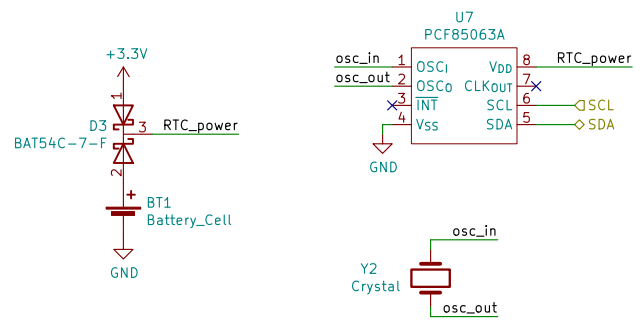 U7
PCF85063A
+3.3V
osc_in 1 OSCI VDD 8 RTC_power
osc_out 2 OSCO CLKOUT 7
3 INT SCL 6 SCL
4 VSS SDA 5 SDA
GND
1
D3 3 RTC_power
BAT54C-7-F
2
+
BT1
Battery_Cell
GND
osc_in
Y2
Crystal
osc_out